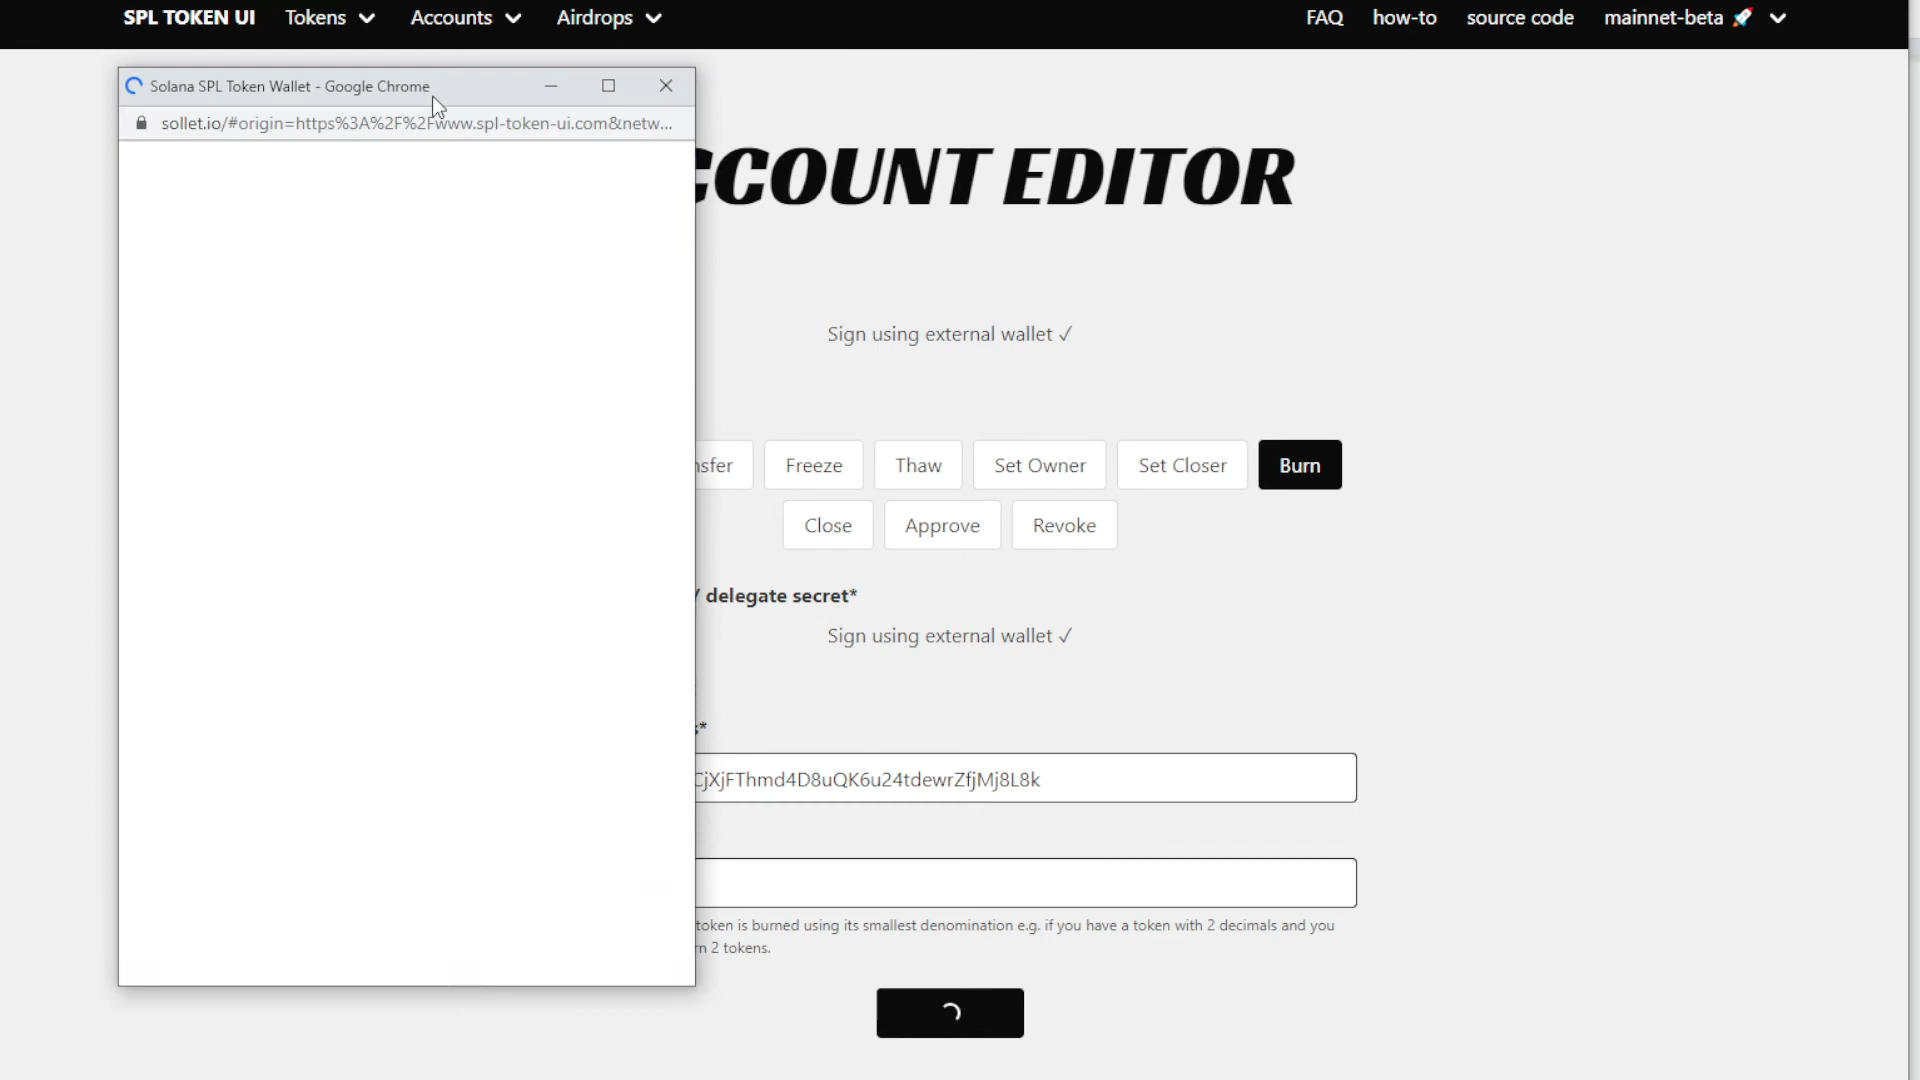 SPL TOKEN UI Tokens Accounts Airdrops FAQ how-to source code mainnet-beta 🚀
Solana SPL Token Wallet - Google Chrome
sollet.io/#origin=https%3A%2F%2Fwww.spl-token-ui.com&netw...
CCOUNT EDITOR
Sign using external wallet ✓
nsfer Freeze Thaw Set Owner Set Closer Burn
Close Approve Revoke
/ delegate secret*
Sign using external wallet ✓
s*
CjXjFThmd4D8uQK6u24tdewrZfjMj8L8k
token is burned using its smallest denomination e.g. if you have a token with 2 decimals and you
rn 2 tokens.